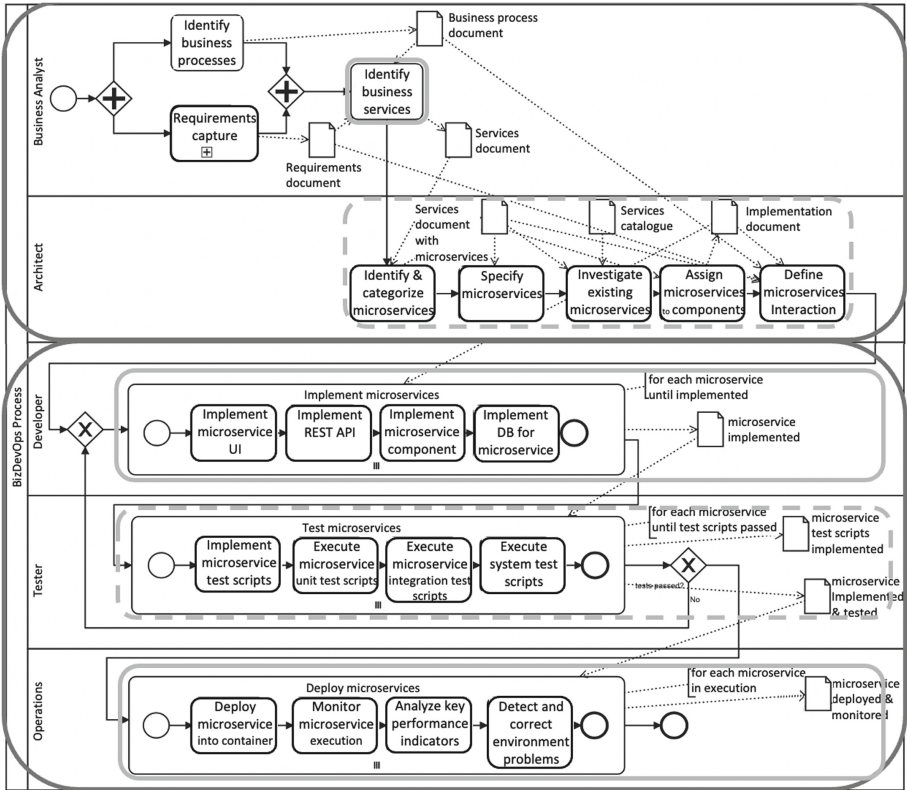 BizDevOps Process
Business Analyst
Identify
business
processes
Requirements
capture
Business process
document
Identify
business
services
Requirements
document
Services
document
Architect
Services
document
with
microservices
Services
catalogue
Implementation
document
Identify &
categorize
microservices
Specify
microservices
Investigate
existing
microservices
Assign
microservices
to components
Define
microservices
Interaction
Developer
Implement microservices
Implement
microservice
UI
Implement
REST API
Implement
microservice
component
Implement
DB for
microservice
for each microservice
until implemented
microservice
implemented
Tester
Test microservices
Implement
microservice
test scripts
Execute
microservice
unit test scripts
Execute
microservice
integration test
scripts
Execute
system test
scripts
for each microservice
until test scripts passed
tests passed?
No
microservice
test scripts
implemented
microservice
Implemented
& tested
Operations
Deploy microservices
Deploy
microservice
into container
Monitor
microservice
execution
Analyze key
performance
indicators
Detect and
correct
environment
problems
for each microservice
in execution
microservice
deployed &
monitored